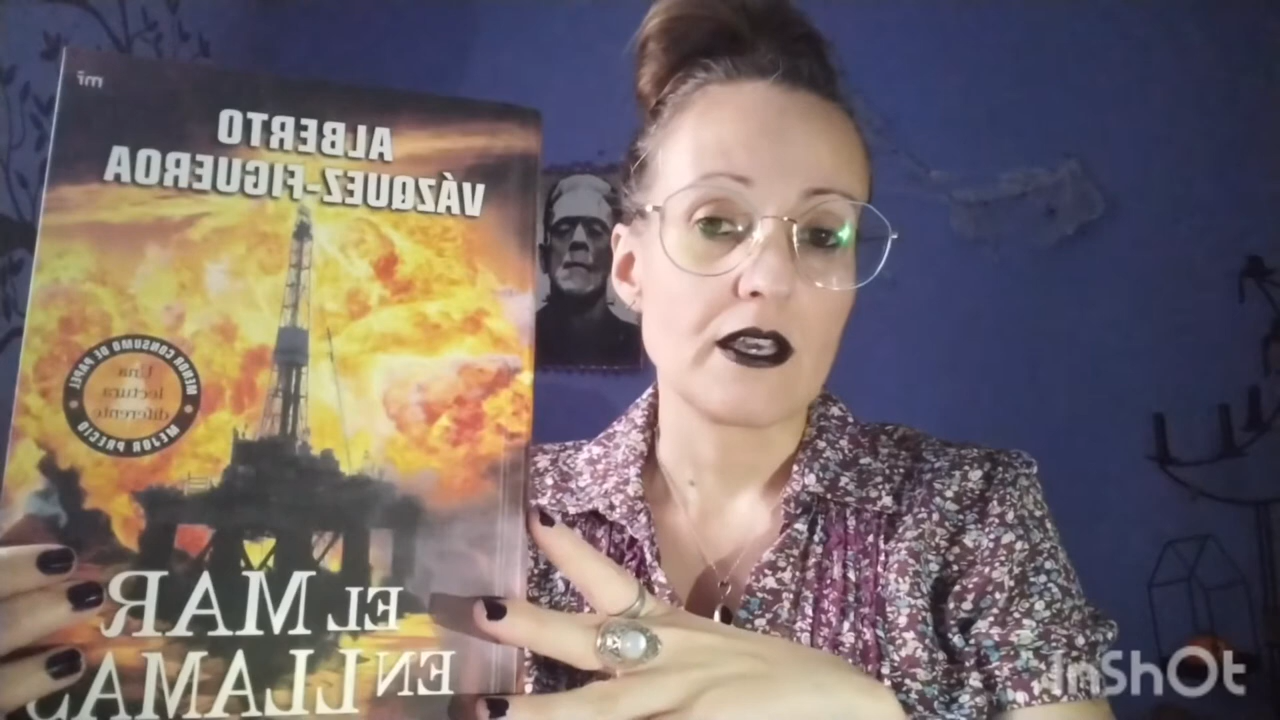 mr
ALBERTO
VÁZQUEZ-FIGUEROA
MENOR CONSUMO DE PAPEL
Una
lectura
diferente
MEJOR PRECIO
EL MAR
EN LLAMAS
InShOt